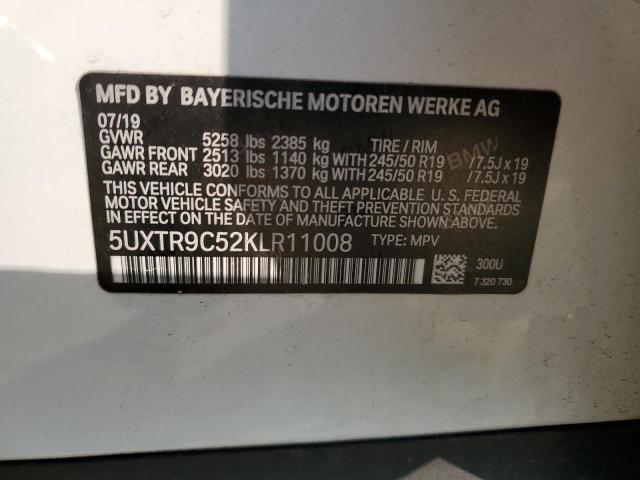 MFD BY BAYERISCHE MOTOREN WERKE AG
07/19
GVWR 5258 lbs 2385 kg TIRE / RIM
GAWR FRONT 2513 lbs 1140 kg WITH 245/50 R19 / 7.5J x 19
GAWR REAR 3020 lbs 1370 kg WITH 245/50 R19 / 7.5J x 19
THIS VEHICLE CONFORMS TO ALL APPLICABLE U. S. FEDERAL
MOTOR VEHICLE SAFETY, BUMPER, AND
THEFT PREVENTION STANDARDS
IN EFFECT ON THE DATE OF MANUFACTURE SHOWN ABOVE.
5UXTR9C52KLR11008 TYPE: MPV
300U
7 320 730
BMW
BMW